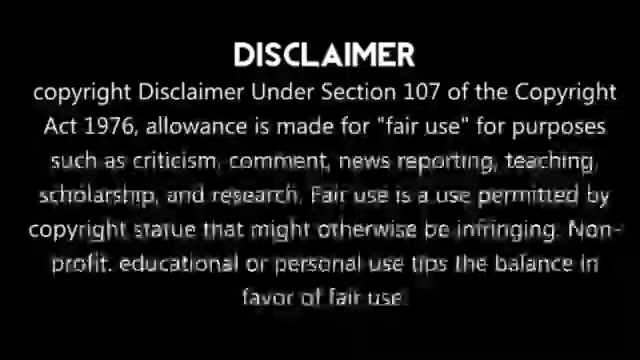 DISCLAIMER
copyright Disclaimer Under Section 107 of the Copyright
Act 1976, allowance is made for "fair use" for purposes
such as criticism, comment, news reporting, teaching,
scholarship, and research. Fair use is a use permitted by
copyright statue that might otherwise be infringing. Non-
profit. educational or personal use tips the balance in
favor of fair use.